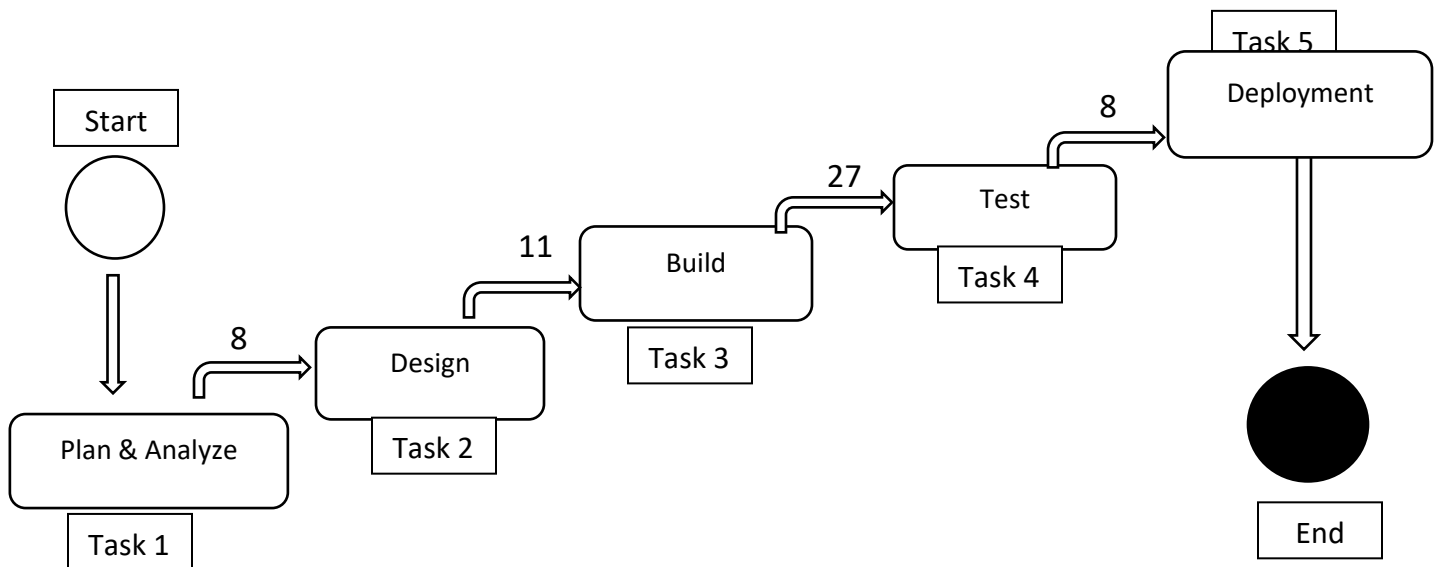 Start
Plan & Analyze
Task 1
8
Design
Task 2
11
Build
Task 3
27
Test
Task 4
8
Task 5
Deployment
End